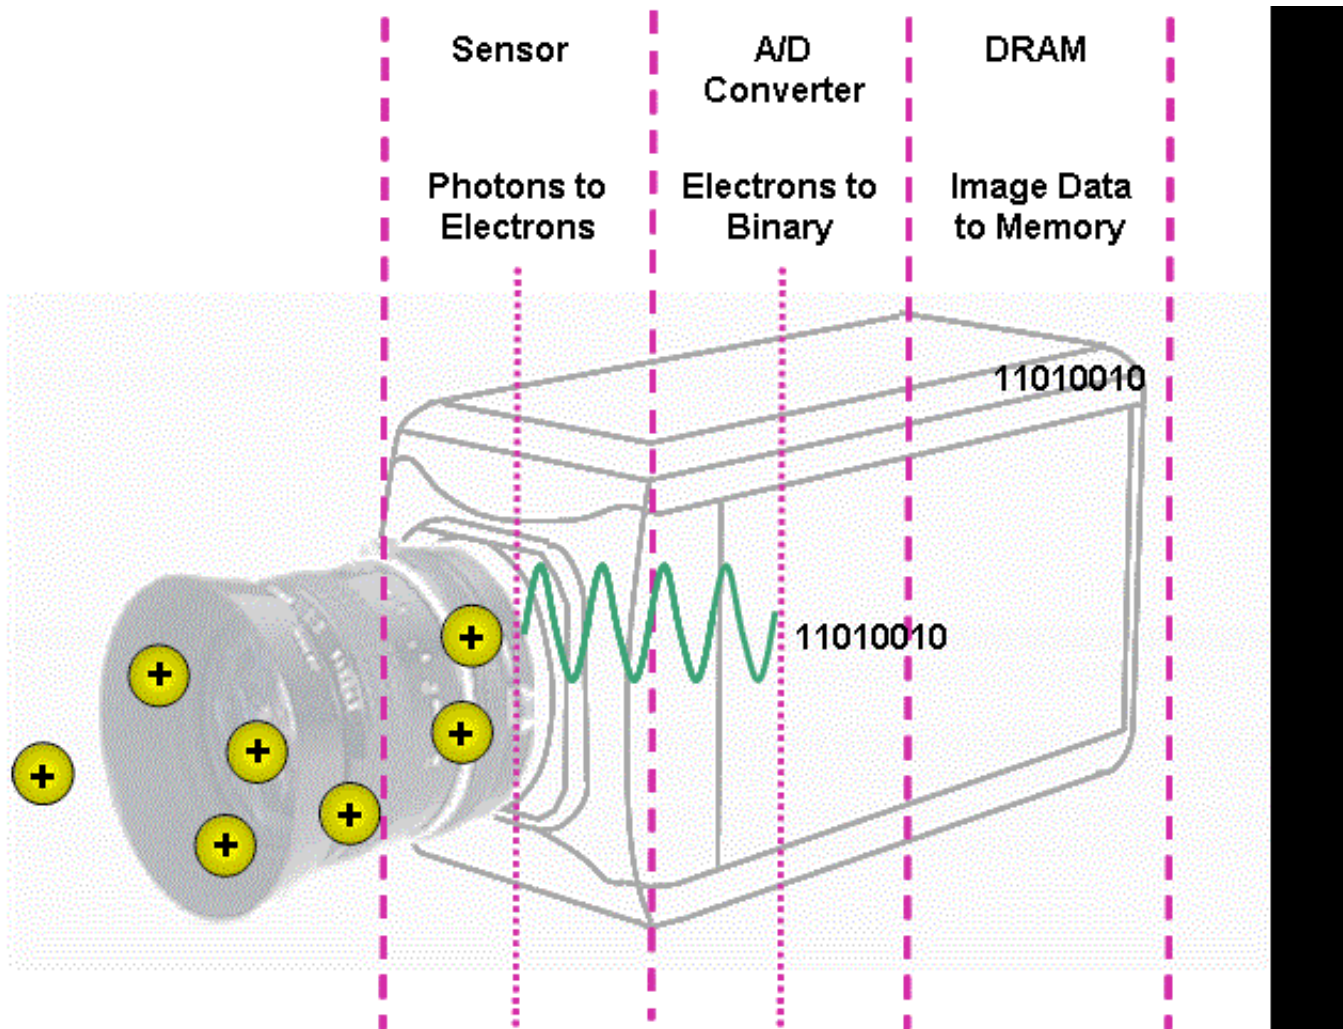 Sensor
A/D
Converter
DRAM
Photons to
Electrons
Electrons to
Binary
Image Data
to Memory
11010010
11010010
+
+
+
+
+
+
+